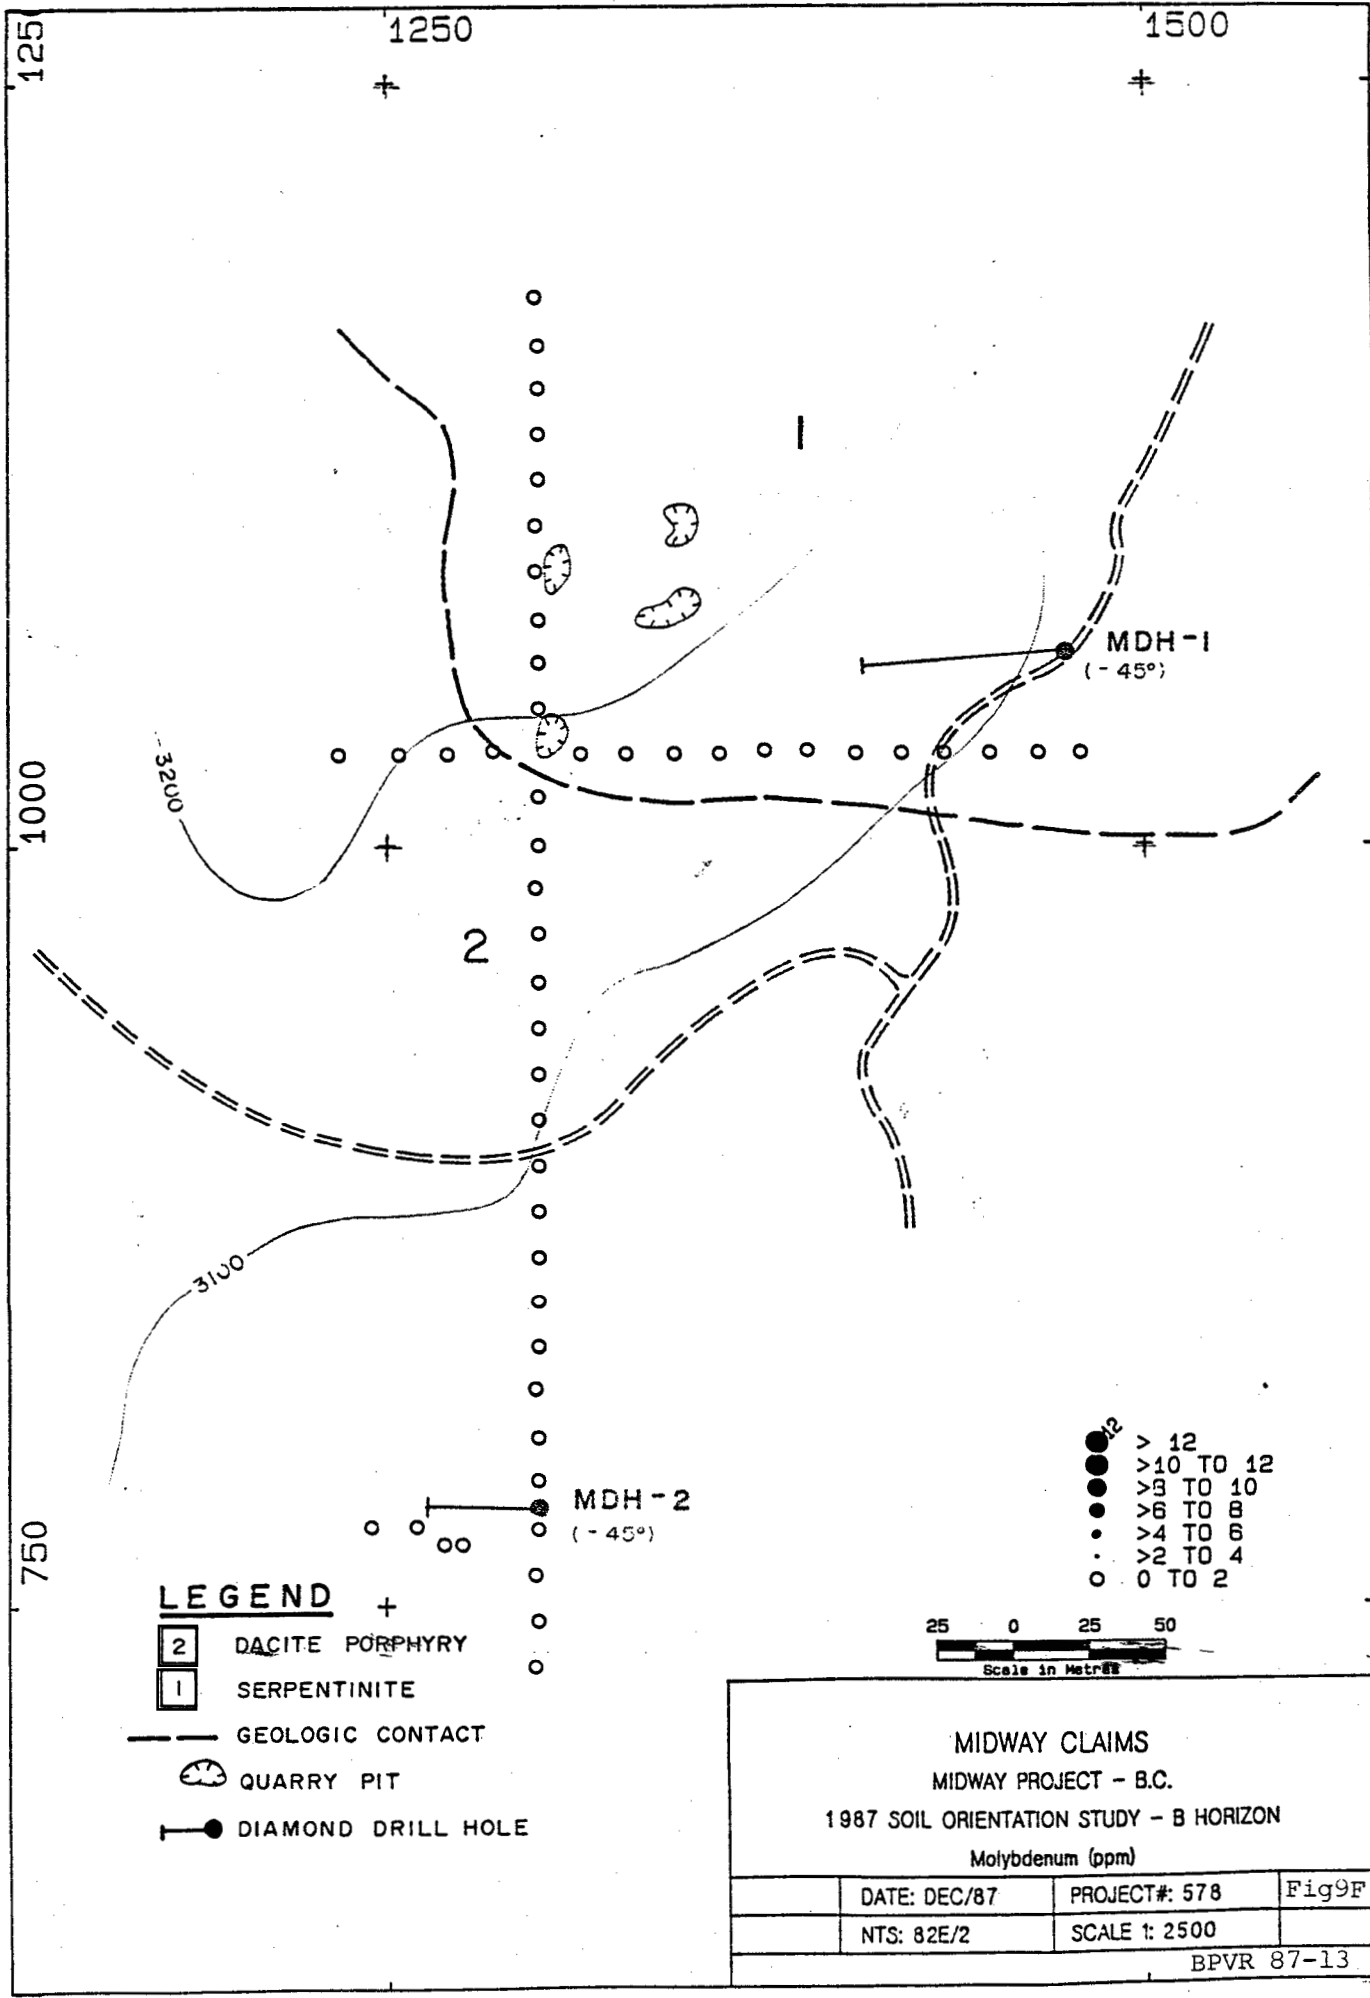 1250
1500
125
1
MDH-1
(-45°)
3200
1000
2
3100
MDH-2
(-45°)
750
12
> 12
>10 TO 12
>8 TO 10
>6 TO 8
>4 TO 6
>2 TO 4
0 TO 2
LEGEND
2 DACITE PORPHYRY
1 SERPENTINITE
GEOLOGIC CONTACT
QUARRY PIT
DIAMOND DRILL HOLE
25 0 25 50
Scale in Metres
MIDWAY CLAIMS
MIDWAY PROJECT - B.C.
1987 SOIL ORIENTATION STUDY - B HORIZON
Molybdenum (ppm)
DATE: DEC/87 PROJECT#: 578 Fig9F
NTS: 82E/2 SCALE 1: 2500
BPVR 87-13